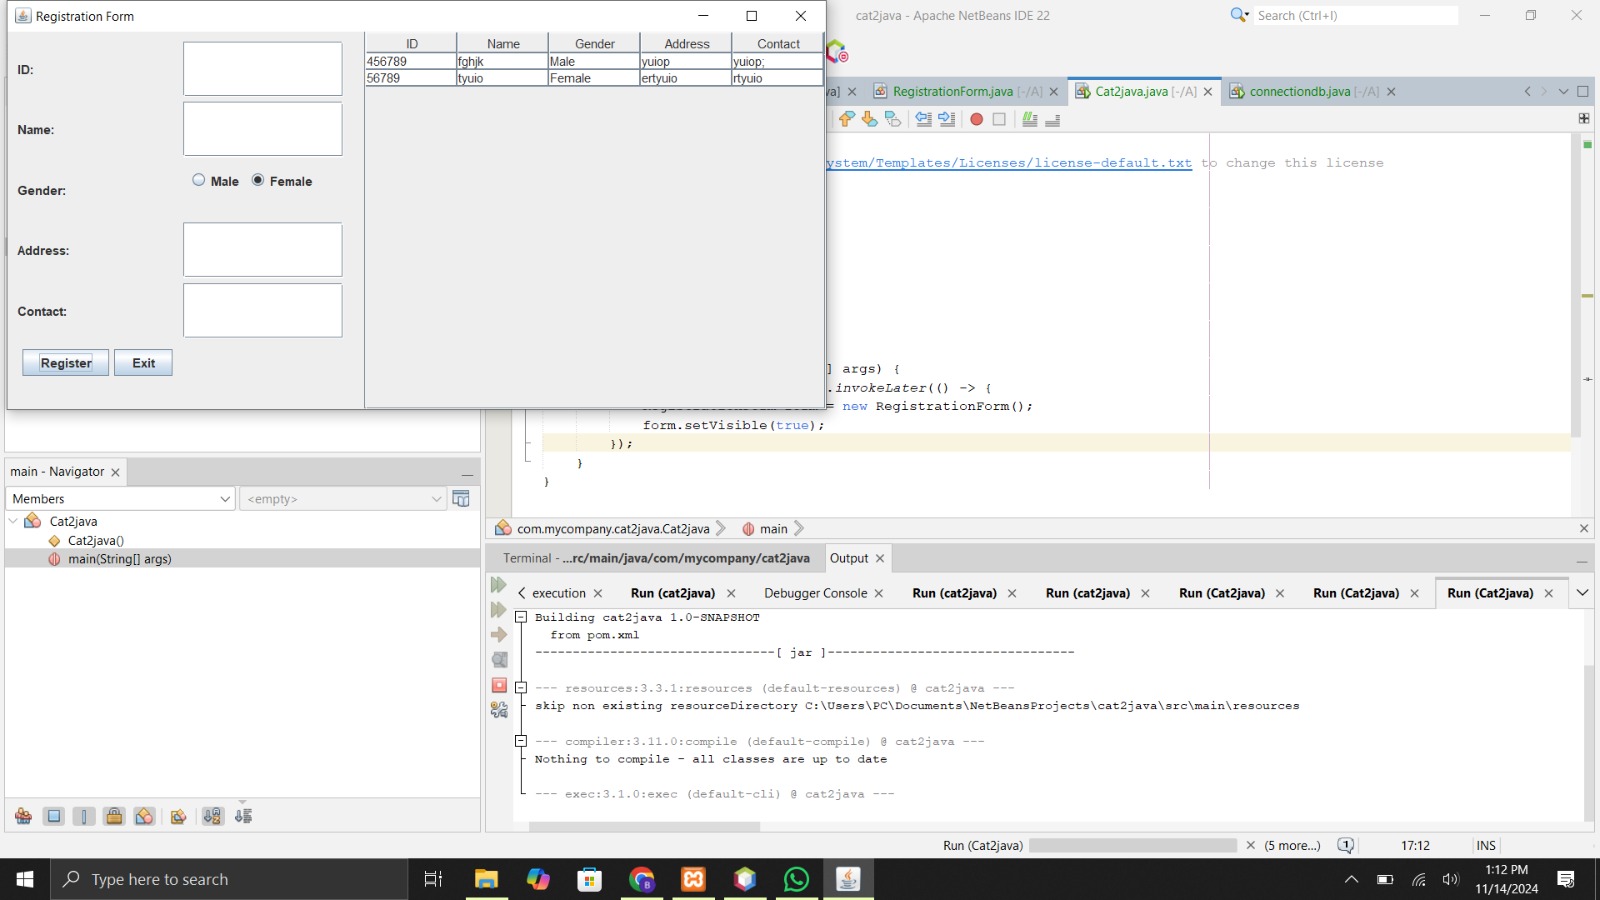 Registration Form
ID:
Name:
Gender:
Male
Female
Address:
Contact:
Register
Exit
ID Name Gender Address Contact
456789 fghjk Male yuiop yuiop;
56789 tyuio Female ertyuio rtyuio
cat2java - Apache NetBeans IDE 22
Search (Ctrl+I)
va]
RegistrationForm.java [-/A]
Cat2java.java [-/A]
connectiondb.java [-/A]
ystem/Templates/Licenses/license-default.txt to change this license
] args) {
.invokeLater(() -> {
= new RegistrationForm();
form.setVisible(true);
});
}
}
main - Navigator
Members
<empty>
Cat2java
Cat2java()
main(String[] args)
com.mycompany.cat2java.Cat2java
main
Terminal - ...rc/main/java/com/mycompany/cat2java
Output
execution
Run (cat2java)
Debugger Console
Run (cat2java)
Run (cat2java)
Run (Cat2java)
Run (Cat2java)
Run (Cat2java)
Building cat2java 1.0-SNAPSHOT
from pom.xml
--------------------------------[ jar ]---------------------------------
--- resources:3.3.1:resources (default-resources) @ cat2java ---
skip non existing resourceDirectory C:\Users\PC\Documents\NetBeansProjects\cat2java\src\main\resources
--- compiler:3.11.0:compile (default-compile) @ cat2java ---
Nothing to compile - all classes are up to date
--- exec:3.1.0:exec (default-cli) @ cat2java ---
Run (Cat2java)
(5 more...)
1
17:12
INS
Type here to search
B
1:12 PM
11/14/2024